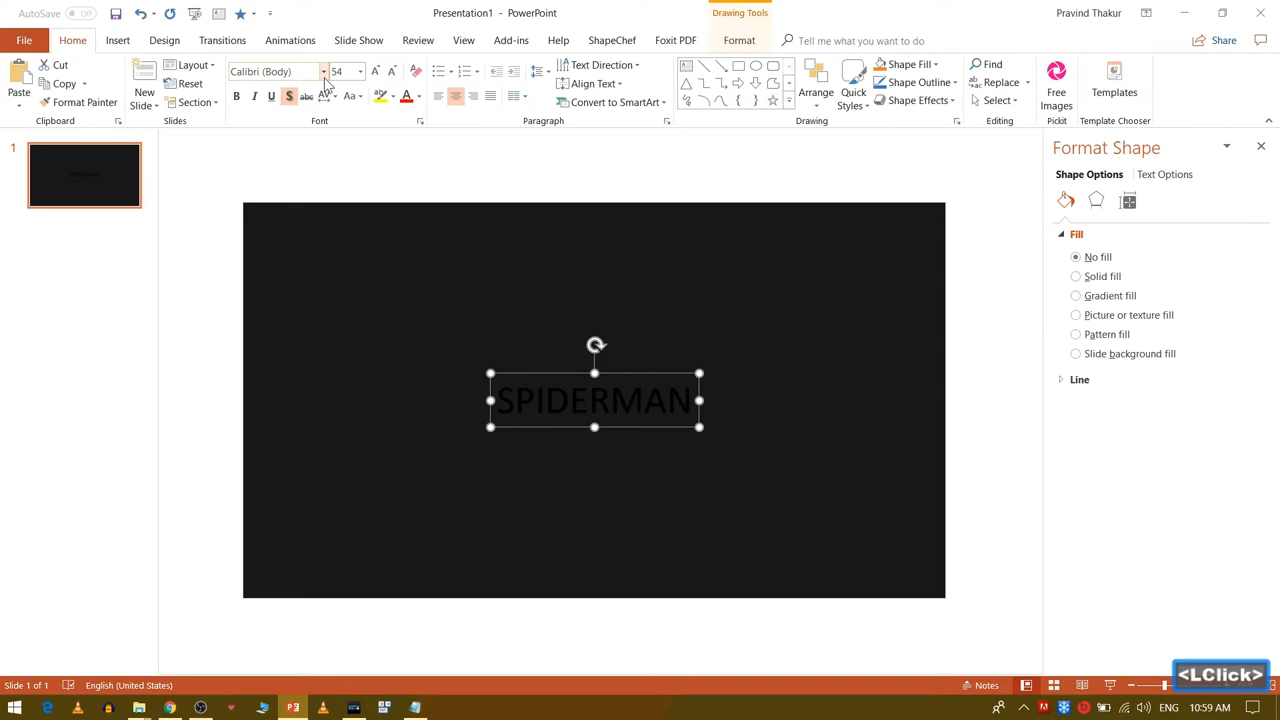 AutoSave Off
Presentation1 - PowerPoint
Drawing Tools
Pravind Thakur
File Home Insert Design Transitions Animations Slide Show Review View Add-ins Help ShapeChef Foxit PDF Format Tell me what you want to do Share
Paste
Cut
Copy
Format Painter
Clipboard
New Slide
Layout
Reset
Section
Slides
Calibri (Body) 54
B I U S abc AV Aa A
Font
Text Direction
Align Text
Convert to SmartArt
Paragraph
Arrange
Quick Styles
Shape Fill
Shape Outline
Shape Effects
Drawing
Find
Replace
Select
Editing
Free Images
Pickit
Templates
Template Chooser
1
SPIDERMAN
Format Shape
Shape Options Text Options
Fill
No fill
Solid fill
Gradient fill
Picture or texture fill
Pattern fill
Slide background fill
Line
<LClick>
Slide 1 of 1 English (United States) Notes
10:59 AM